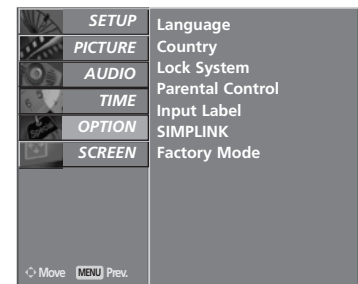 SETUP
PICTURE
AUDIO
TIME
OPTION
SCREEN
Language
Country
Lock System
Parental Control
Input Label
SIMPLINK
Factory Mode
Move MENU Prev.